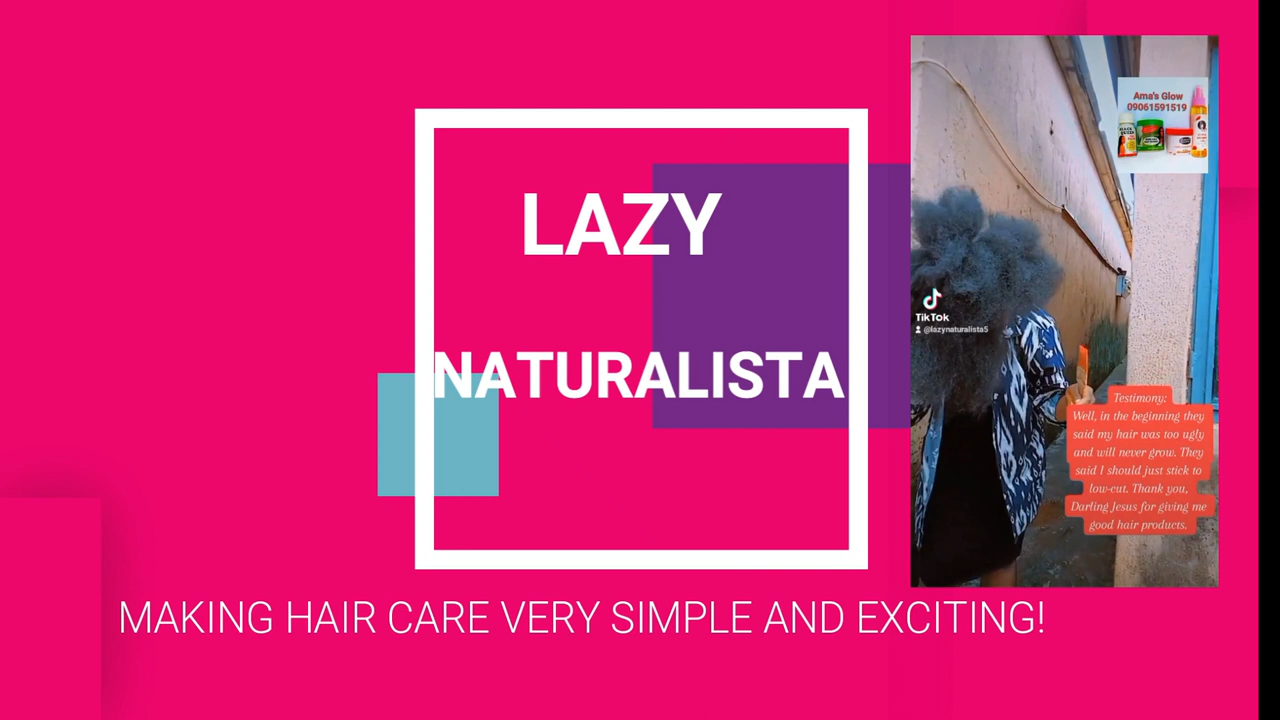 LAZY
NATURALISTA
MAKING HAIR CARE VERY SIMPLE AND EXCITING!
Ama's Glow
09061591519
TikTok
@lazynaturalista5
Testimony:
Well, in the beginning they
said my hair was too ugly
and will never grow. They
said I should just stick to
low-cut. Thank you,
Darling Jesus for giving me
good hair products.